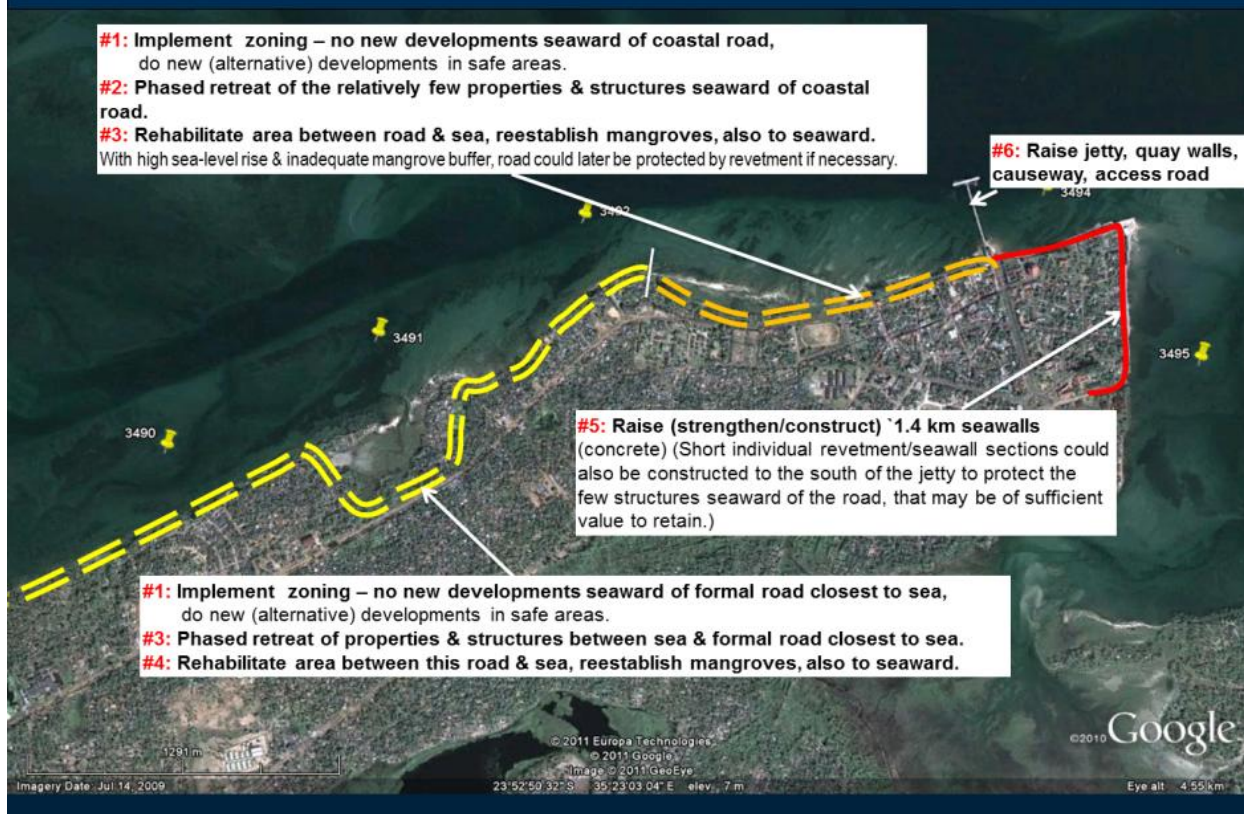 #1: Implement zoning – no new developments seaward of coastal road,
do new (alternative) developments in safe areas.
#2: Phased retreat of the relatively few properties & structures seaward of coastal
road.
#3: Rehabilitate area between road & sea, reestablish mangroves, also to seaward.
With high sea-level rise & inadequate mangrove buffer, road could later be protected by revetment if necessary.
#6: Raise jetty, quay walls,
causeway, access road
3494
3492
3491
3495
3490
#5: Raise (strengthen/construct) `1.4 km seawalls
(concrete) (Short individual revetment/seawall sections could
also be constructed to the south of the jetty to protect the
few structures seaward of the road, that may be of sufficient
value to retain.)
#1: Implement zoning – no new developments seaward of formal road closest to sea,
do new (alternative) developments in safe areas.
#3: Phased retreat of properties & structures between sea & formal road closest to sea.
#4: Rehabilitate area between this road & sea, reestablish mangroves, also to seaward.
1291 m
© 2011 Europa Technologies
© 2011 Google
Image © 2011 GeoEye
©2010 Google
Imagery Date: Jul 14, 2009
23°52'50.32" S 35°23'03.04" E elev 7 m
Eye alt 4.55 km